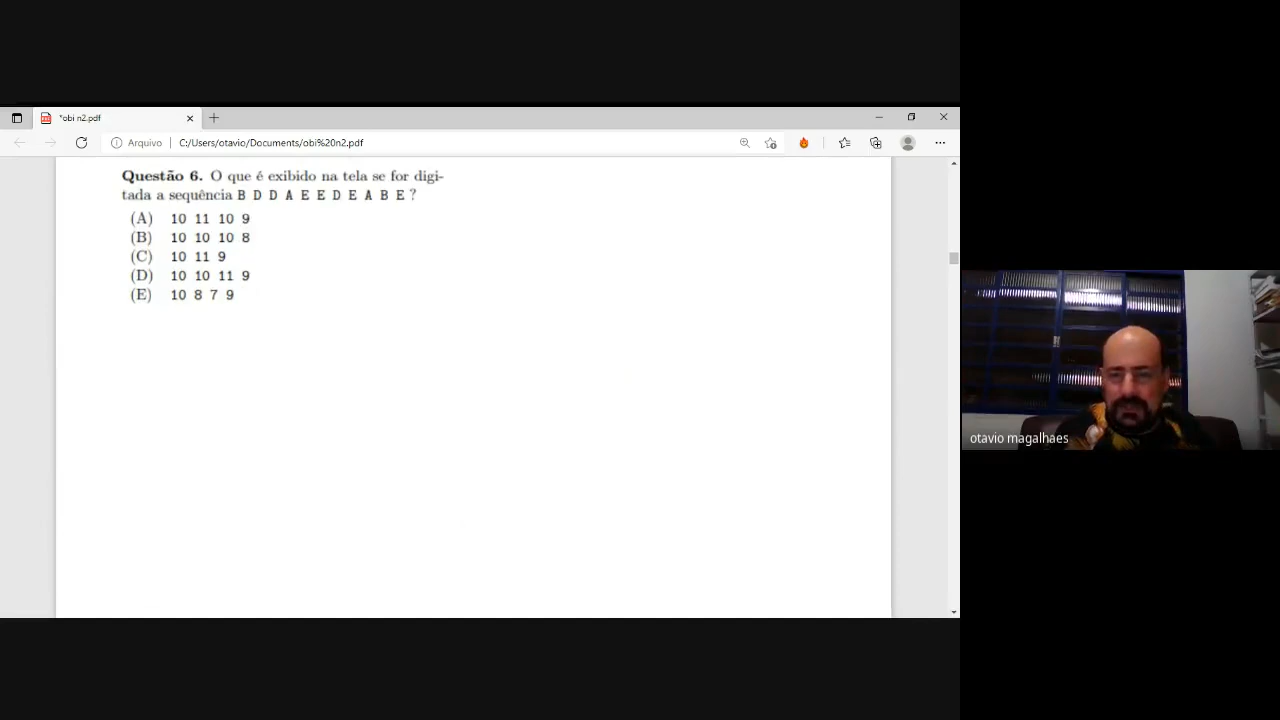 *obi n2.pdf
Arquivo
C:/Users/otavio/Documents/obi%20n2.pdf
Questão 6. O que é exibido na tela se for digi-
tada a sequência B D D A E E D E A B E ?
(A) 10 11 10 9
(B) 10 10 10 8
(C) 10 11 9
(D) 10 10 11 9
(E) 10 8 7 9
otavio magalhaes